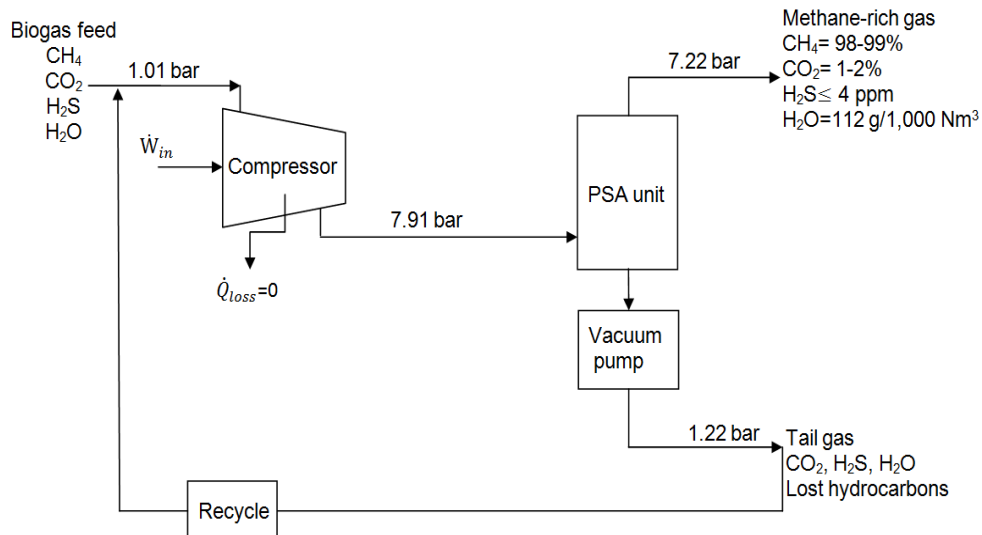 Biogas feed
CH₄
CO₂
H₂S
H₂O
1.01 bar
Ẇ_in
Compressor
Q̇_loss=0
7.91 bar
PSA unit
7.22 bar
Methane-rich gas
CH₄= 98-99%
CO₂= 1-2%
H₂S≤ 4 ppm
H₂O=112 g/1,000 Nm³
Vacuum
pump
1.22 bar
Tail gas
CO₂, H₂S, H₂O
Lost hydrocarbons
Recycle